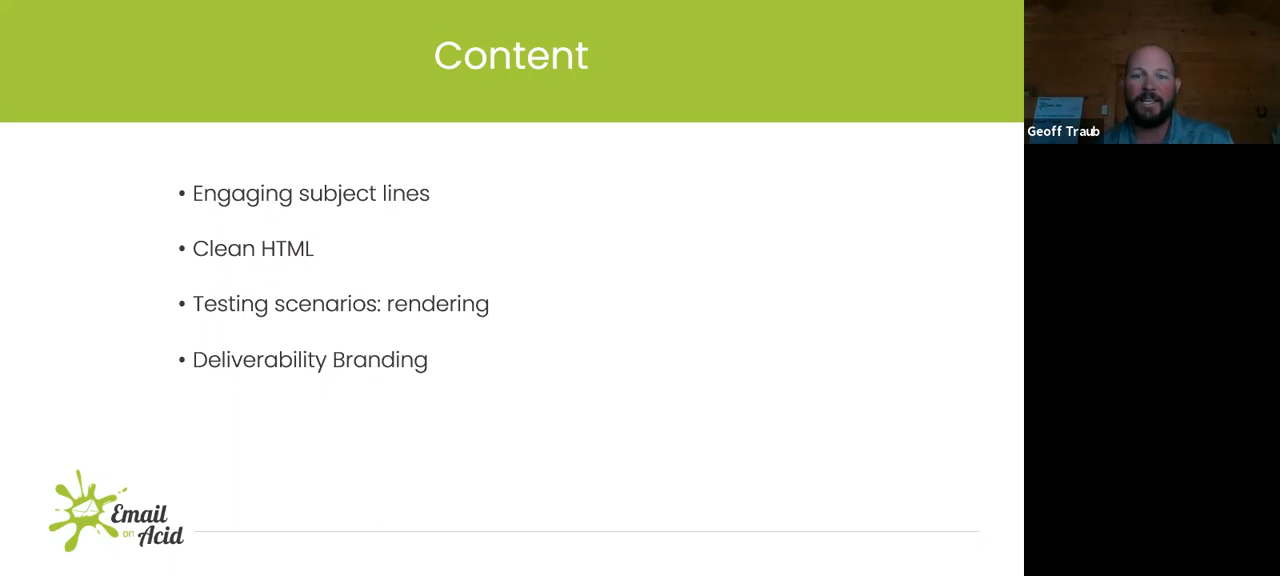 Content
Geoff Traub
• Engaging subject lines
• Clean HTML
• Testing scenarios: rendering
• Deliverability Branding
Email
on Acid